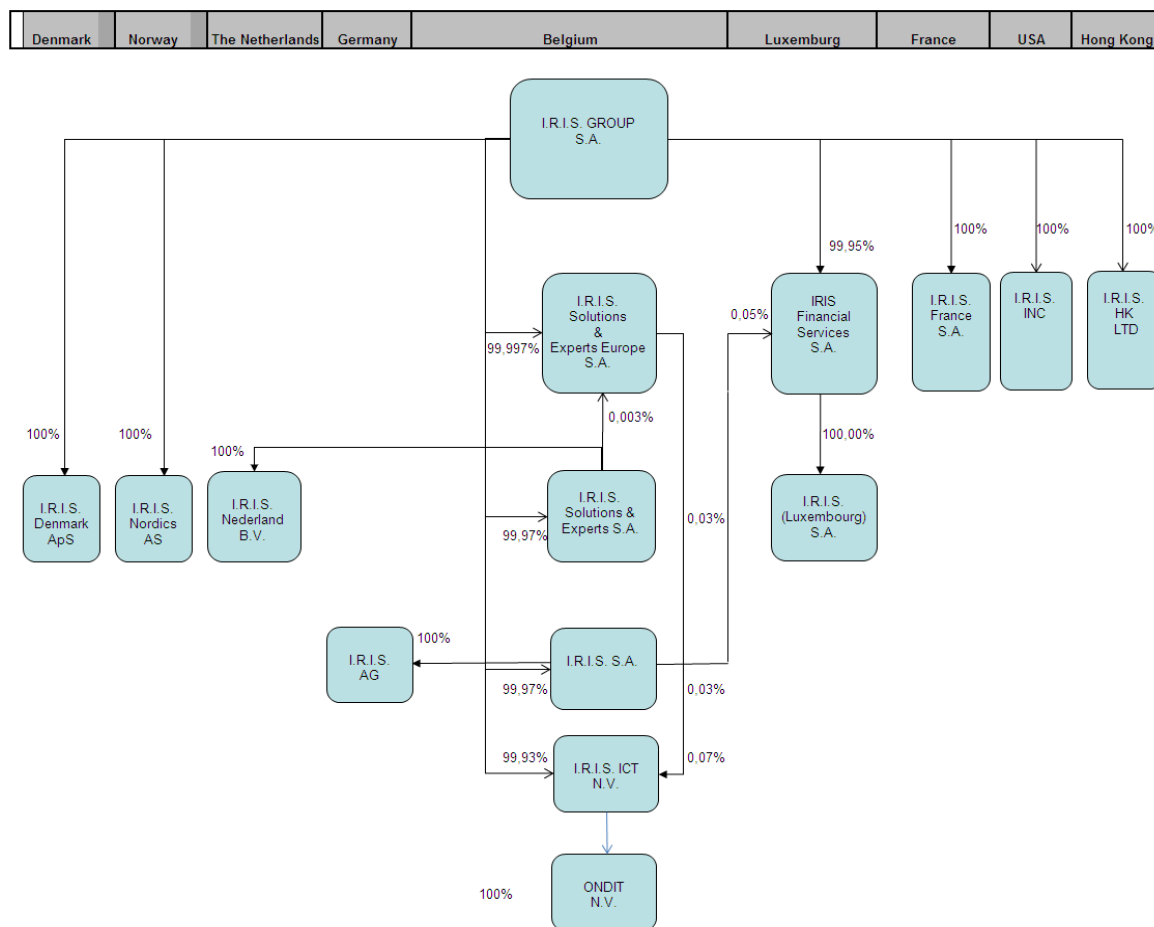 Denmark Norway The Netherlands Germany Belgium Luxemburg France USA Hong Kong
I.R.I.S. GROUP
S.A.
100%
100%
100%
99,95%
I.R.I.S.
Solutions
&
Experts Europe
S.A.
IRIS
Financial
Services
S.A.
I.R.I.S.
France
S.A.
I.R.I.S.
INC
I.R.I.S.
HK
LTD
0,05%
99,997%
0,003%
100%
100%
100%
100,00%
I.R.I.S.
Denmark
ApS
I.R.I.S.
Nordics
AS
I.R.I.S.
Nederland
B.V.
I.R.I.S.
Solutions &
Experts S.A.
I.R.I.S.
(Luxembourg)
S.A.
99,97%
0,03%
100%
I.R.I.S.
AG
I.R.I.S. S.A.
99,97%
0,03%
99,93%
0,07%
I.R.I.S. ICT
N.V.
100%
ONDIT
N.V.